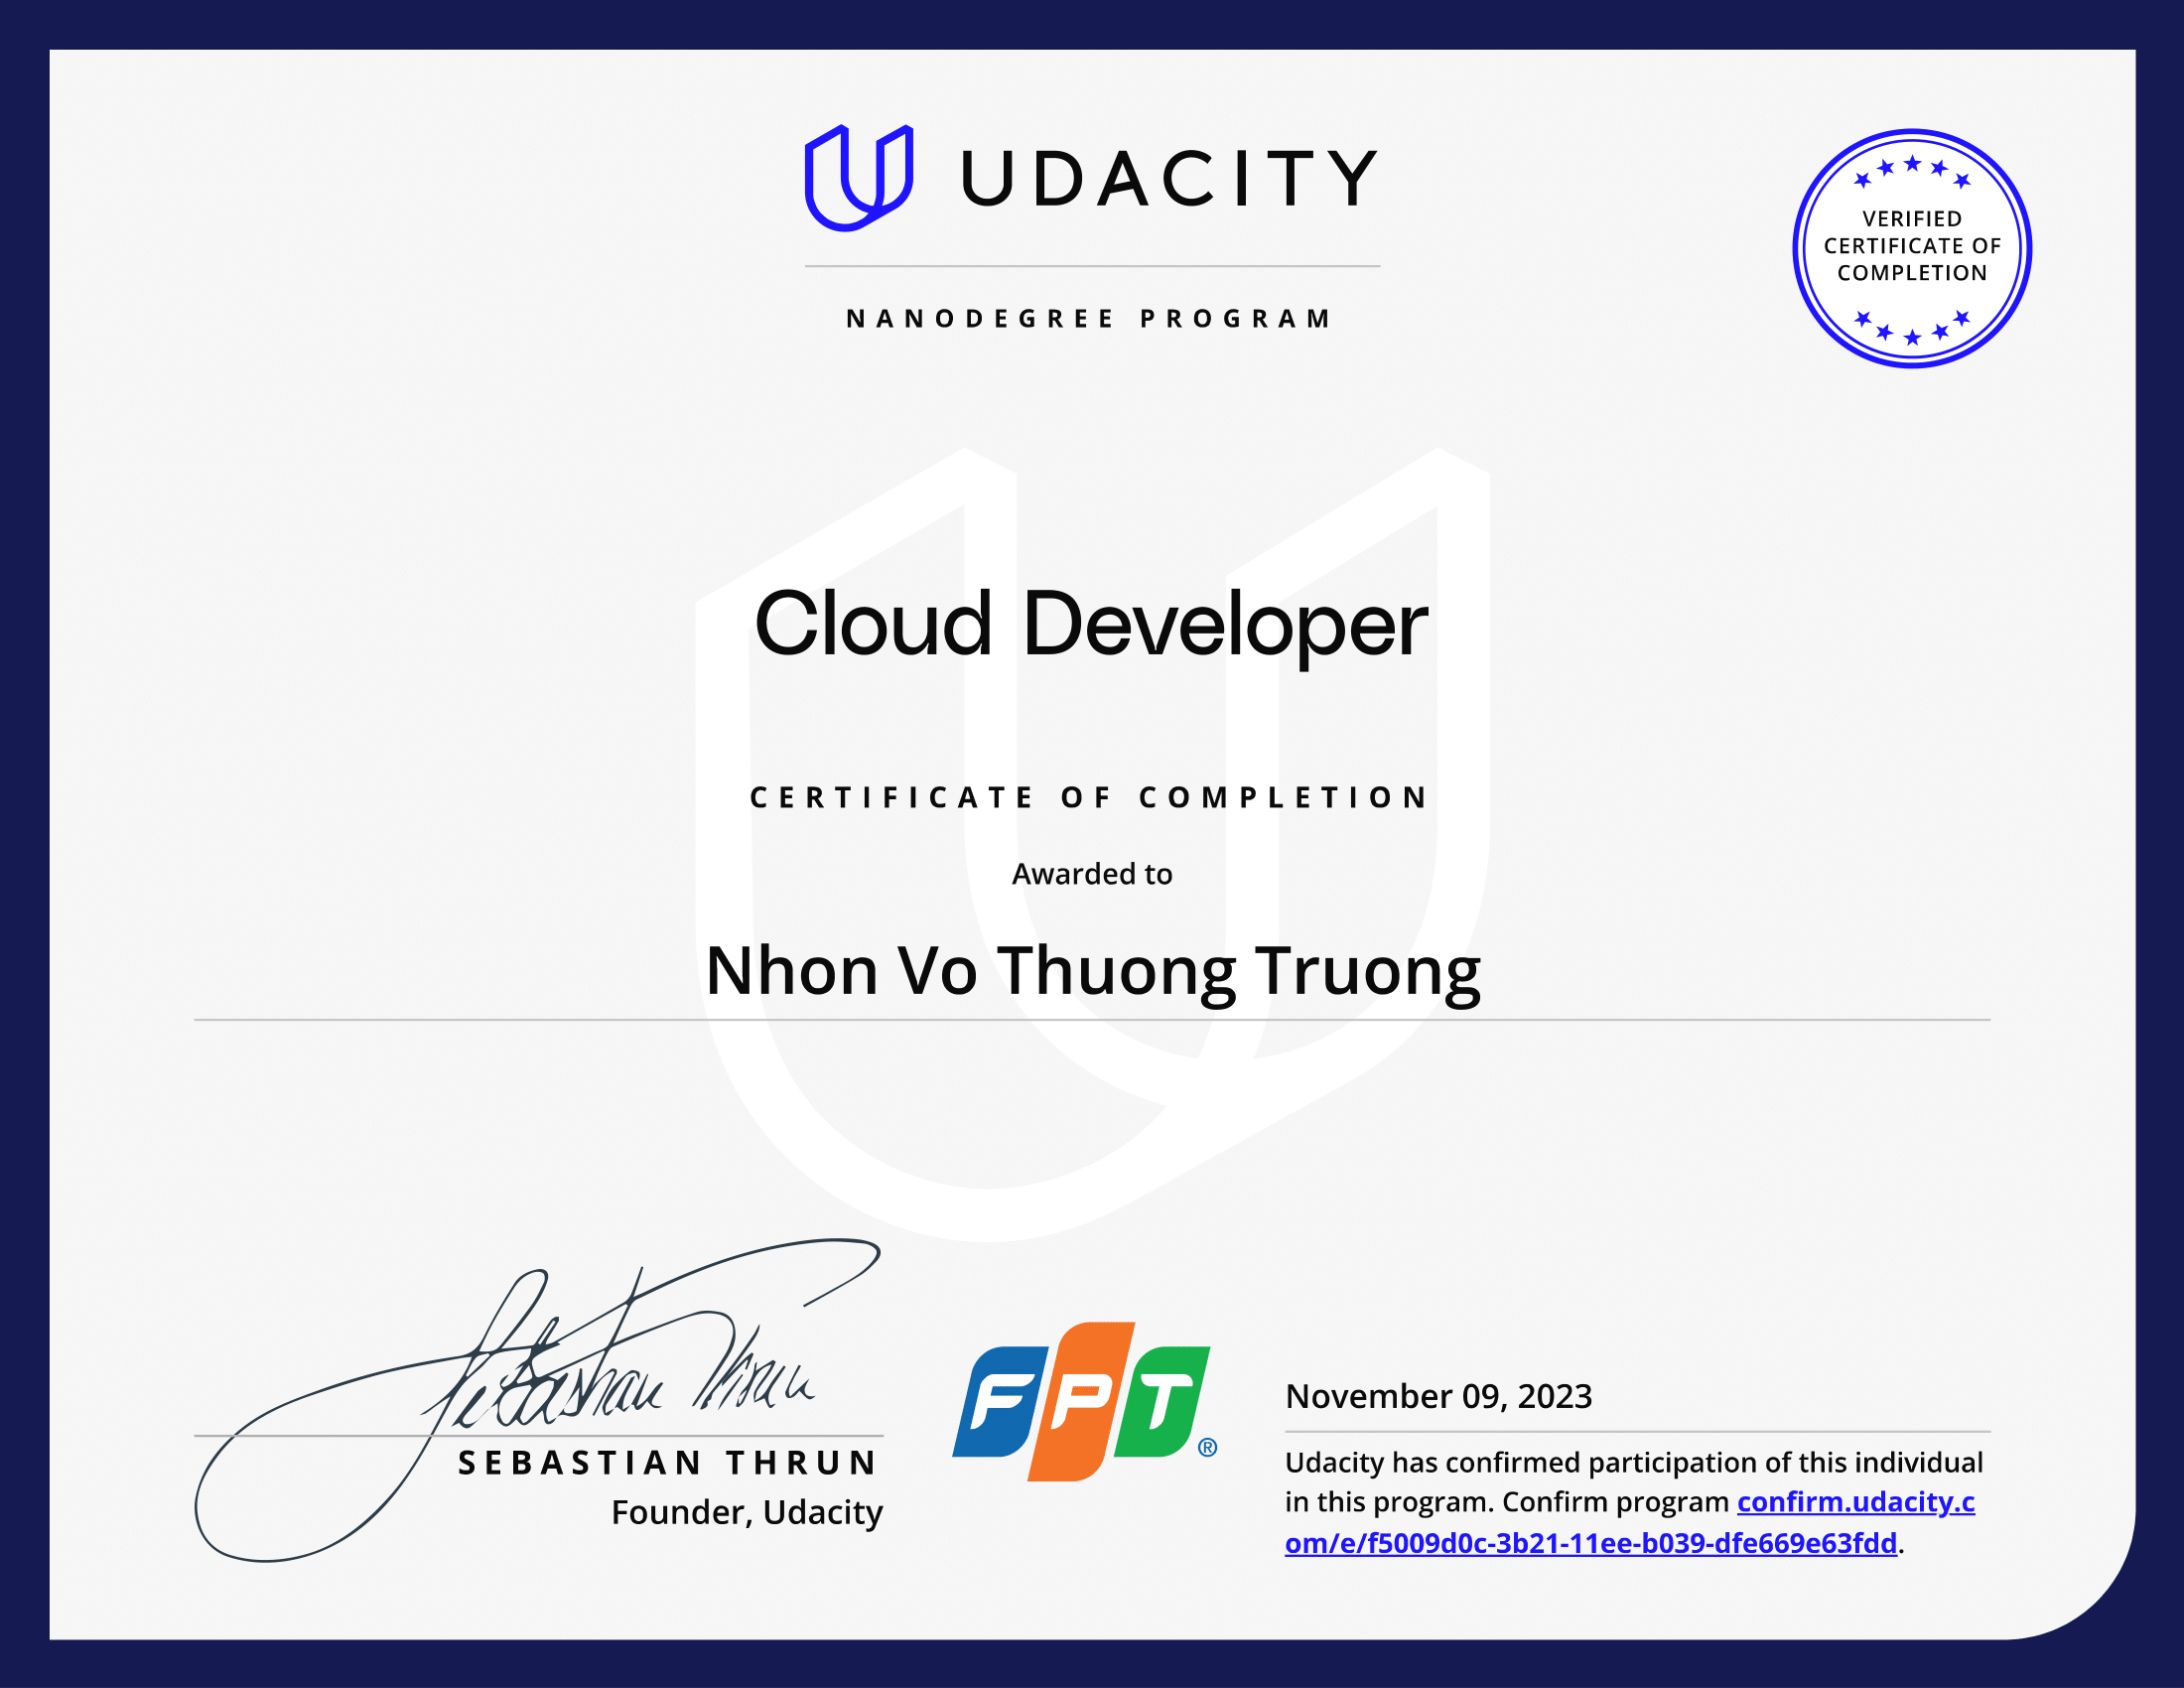 UDACITY
VERIFIED
CERTIFICATE OF
COMPLETION
NANODEGREE PROGRAM
Cloud Developer
CERTIFICATE OF COMPLETION
Awarded to
Nhon Vo Thuong Truong
Sebastian Thrun
SEBASTIAN THRUN
Founder, Udacity
FPT®
November 09, 2023
Udacity has confirmed participation of this individual
in this program. Confirm program confirm.udacity.c
om/e/f5009d0c-3b21-11ee-b039-dfe669e63fdd.